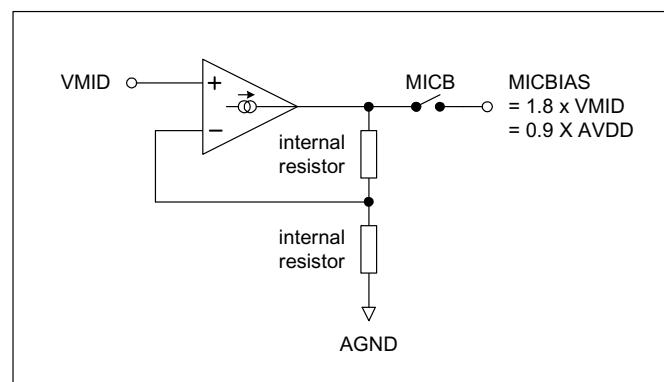 VMID
+
−
MICB
MICBIAS
= 1.8 x VMID
= 0.9 X AVDD
internal
resistor
internal
resistor
AGND